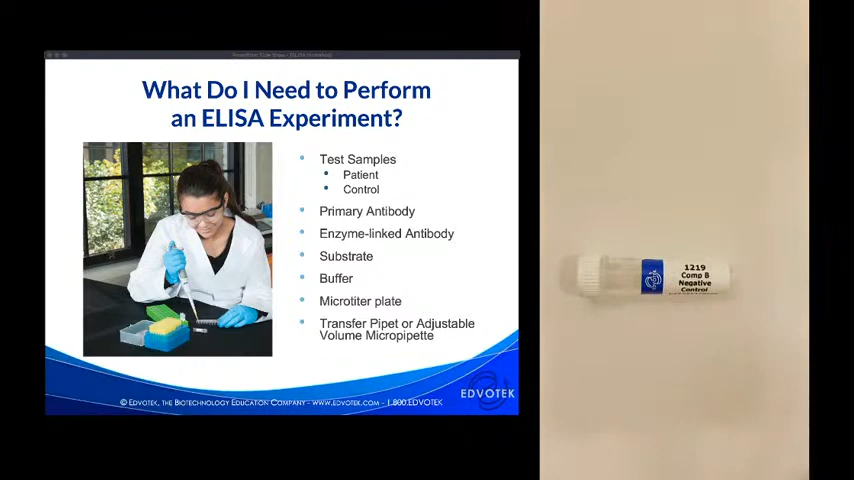 What Do I Need to Perform
an ELISA Experiment?
Test Samples
Patient
Control
Primary Antibody
Enzyme-linked Antibody
Substrate
Buffer
Microtiter plate
Transfer Pipet or Adjustable
Volume Micropipette
EDVOTEK
© Edvotek, the Biotechnology Education Company - www.edvotek.com - 1.800.EDVOTEK
EDVOTEK
1219
Comp B
Negative
Control